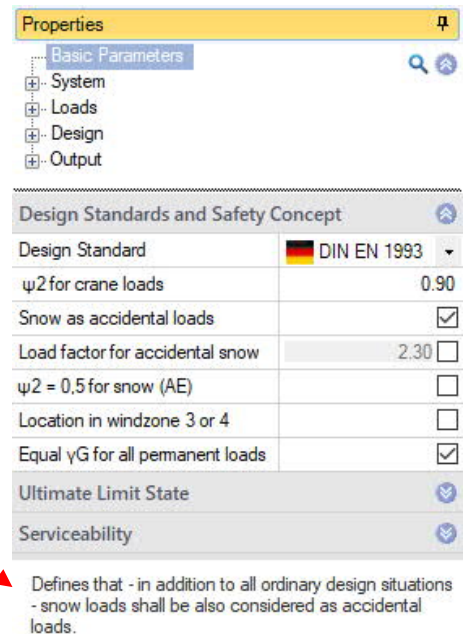 Properties
Basic Parameters
System
Loads
Design
Output
Design Standards and Safety Concept
Design Standard DIN EN 1993
ψ2 for crane loads 0.90
Snow as accidental loads
Load factor for accidental snow 2.30
ψ2 = 0,5 for snow (AE)
Location in windzone 3 or 4
Equal γG for all permanent loads
Ultimate Limit State
Serviceability
Defines that - in addition to all ordinary design situations
- snow loads shall be also considered as accidental
loads.